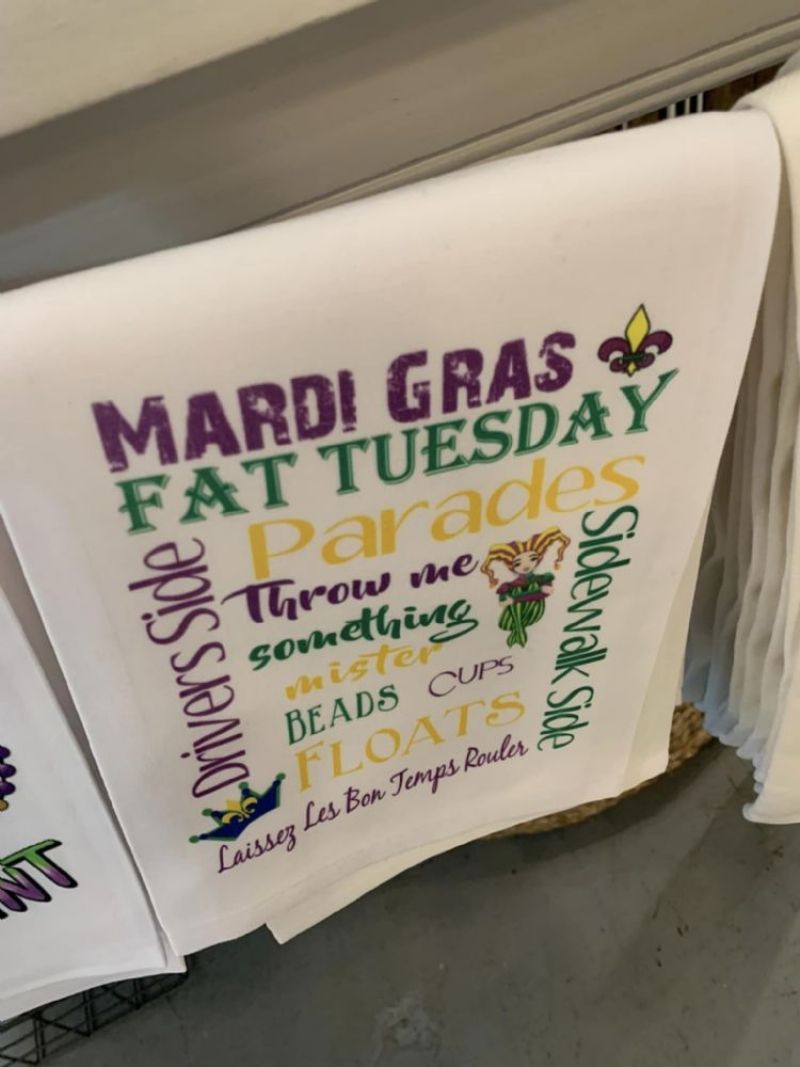 MARDI GRAS
FAT TUESDAY
Parades
Drivers Side
Throw me
something
mister
BEADS CUPS
FLOATS
Sidewalk Side
Laissez Les Bon Temps Rouler